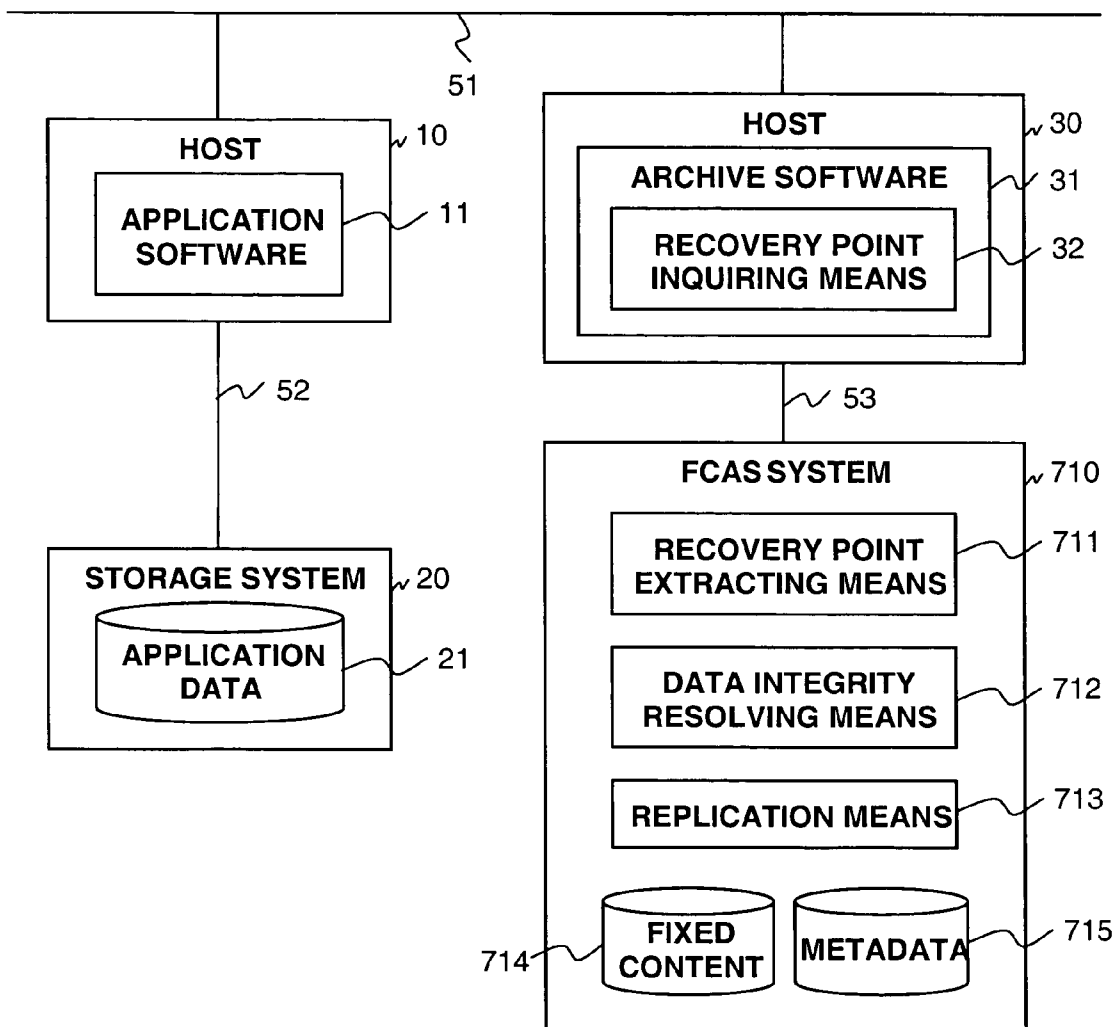 51
HOST
10
APPLICATION
SOFTWARE
11
52
STORAGE SYSTEM
20
APPLICATION
DATA
21
HOST
30
ARCHIVE SOFTWARE
31
RECOVERY POINT
INQUIRING MEANS
32
53
FCAS SYSTEM
710
RECOVERY POINT
EXTRACTING MEANS
711
DATA INTEGRITY
RESOLVING MEANS
712
REPLICATION MEANS
713
FIXED
CONTENT
714
METADATA
715